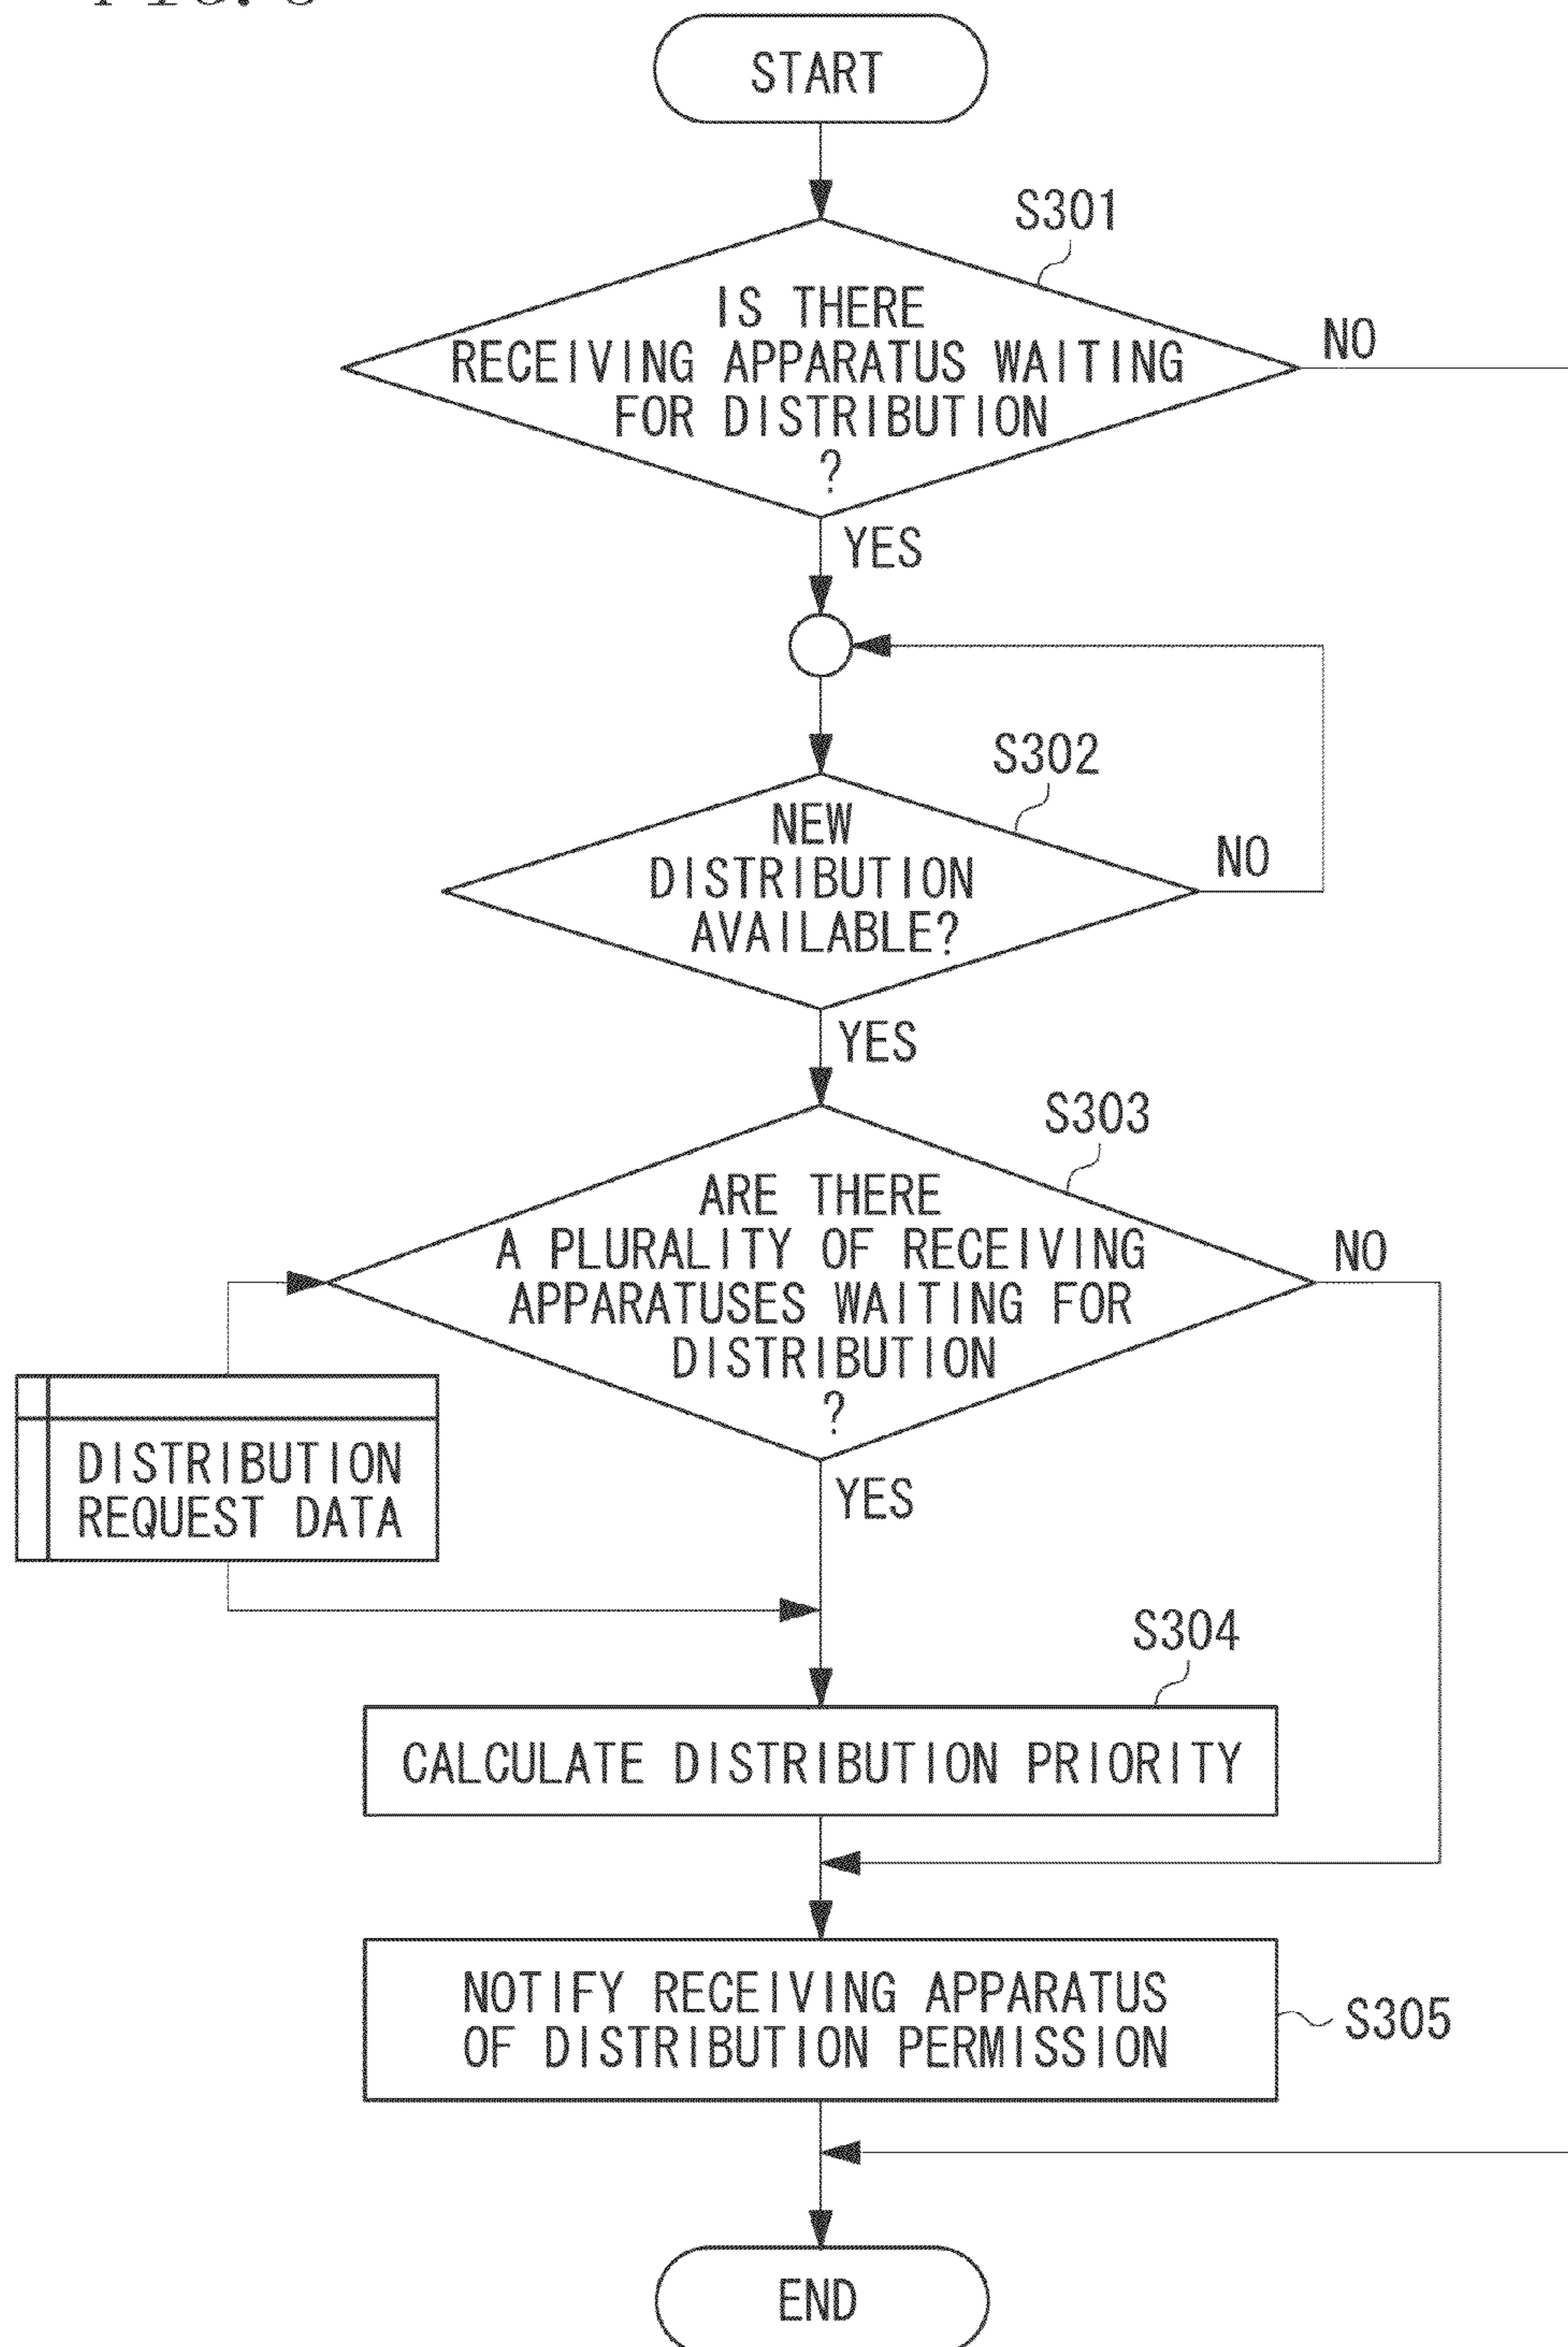 START
S301
IS THERE
RECEIVING APPARATUS WAITING
FOR DISTRIBUTION
?
NO
YES
S302
NEW
DISTRIBUTION
AVAILABLE?
NO
YES
S303
ARE THERE
A PLURALITY OF RECEIVING
APPARATUSES WAITING FOR
DISTRIBUTION
?
NO
DISTRIBUTION
REQUEST DATA
YES
S304
CALCULATE DISTRIBUTION PRIORITY
NOTIFY RECEIVING APPARATUS
OF DISTRIBUTION PERMISSION
S305
END